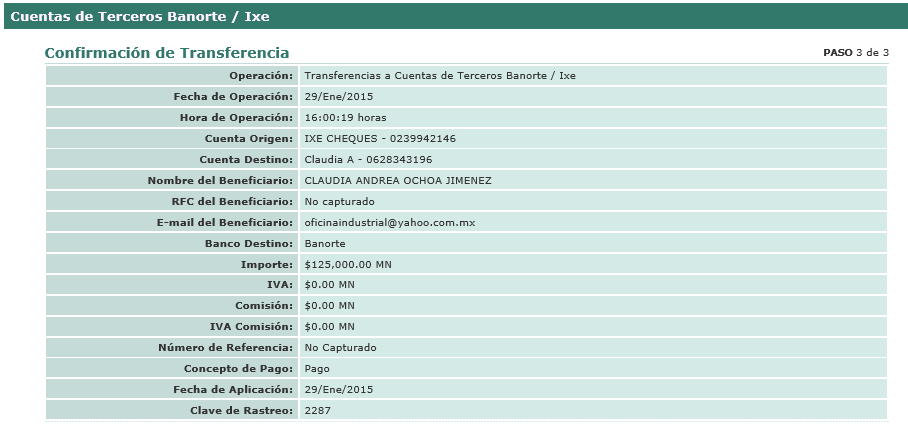 Cuentas de Terceros Banorte / Ixe
Confirmación de Transferencia PASO 3 de 3
Operación: Transferencias a Cuentas de Terceros Banorte / Ixe
Fecha de Operación: 29/Ene/2015
Hora de Operación: 16:00:19 horas
Cuenta Origen: IXE CHEQUES - 0239942146
Cuenta Destino: Claudia A - 0628343196
Nombre del Beneficiario: CLAUDIA ANDREA OCHOA JIMENEZ
RFC del Beneficiario: No capturado
E-mail del Beneficiario: oficinaindustrial@yahoo.com.mx
Banco Destino: Banorte
Importe: $125,000.00 MN
IVA: $0.00 MN
Comisión: $0.00 MN
IVA Comisión: $0.00 MN
Número de Referencia: No Capturado
Concepto de Pago: Pago
Fecha de Aplicación: 29/Ene/2015
Clave de Rastreo: 2287